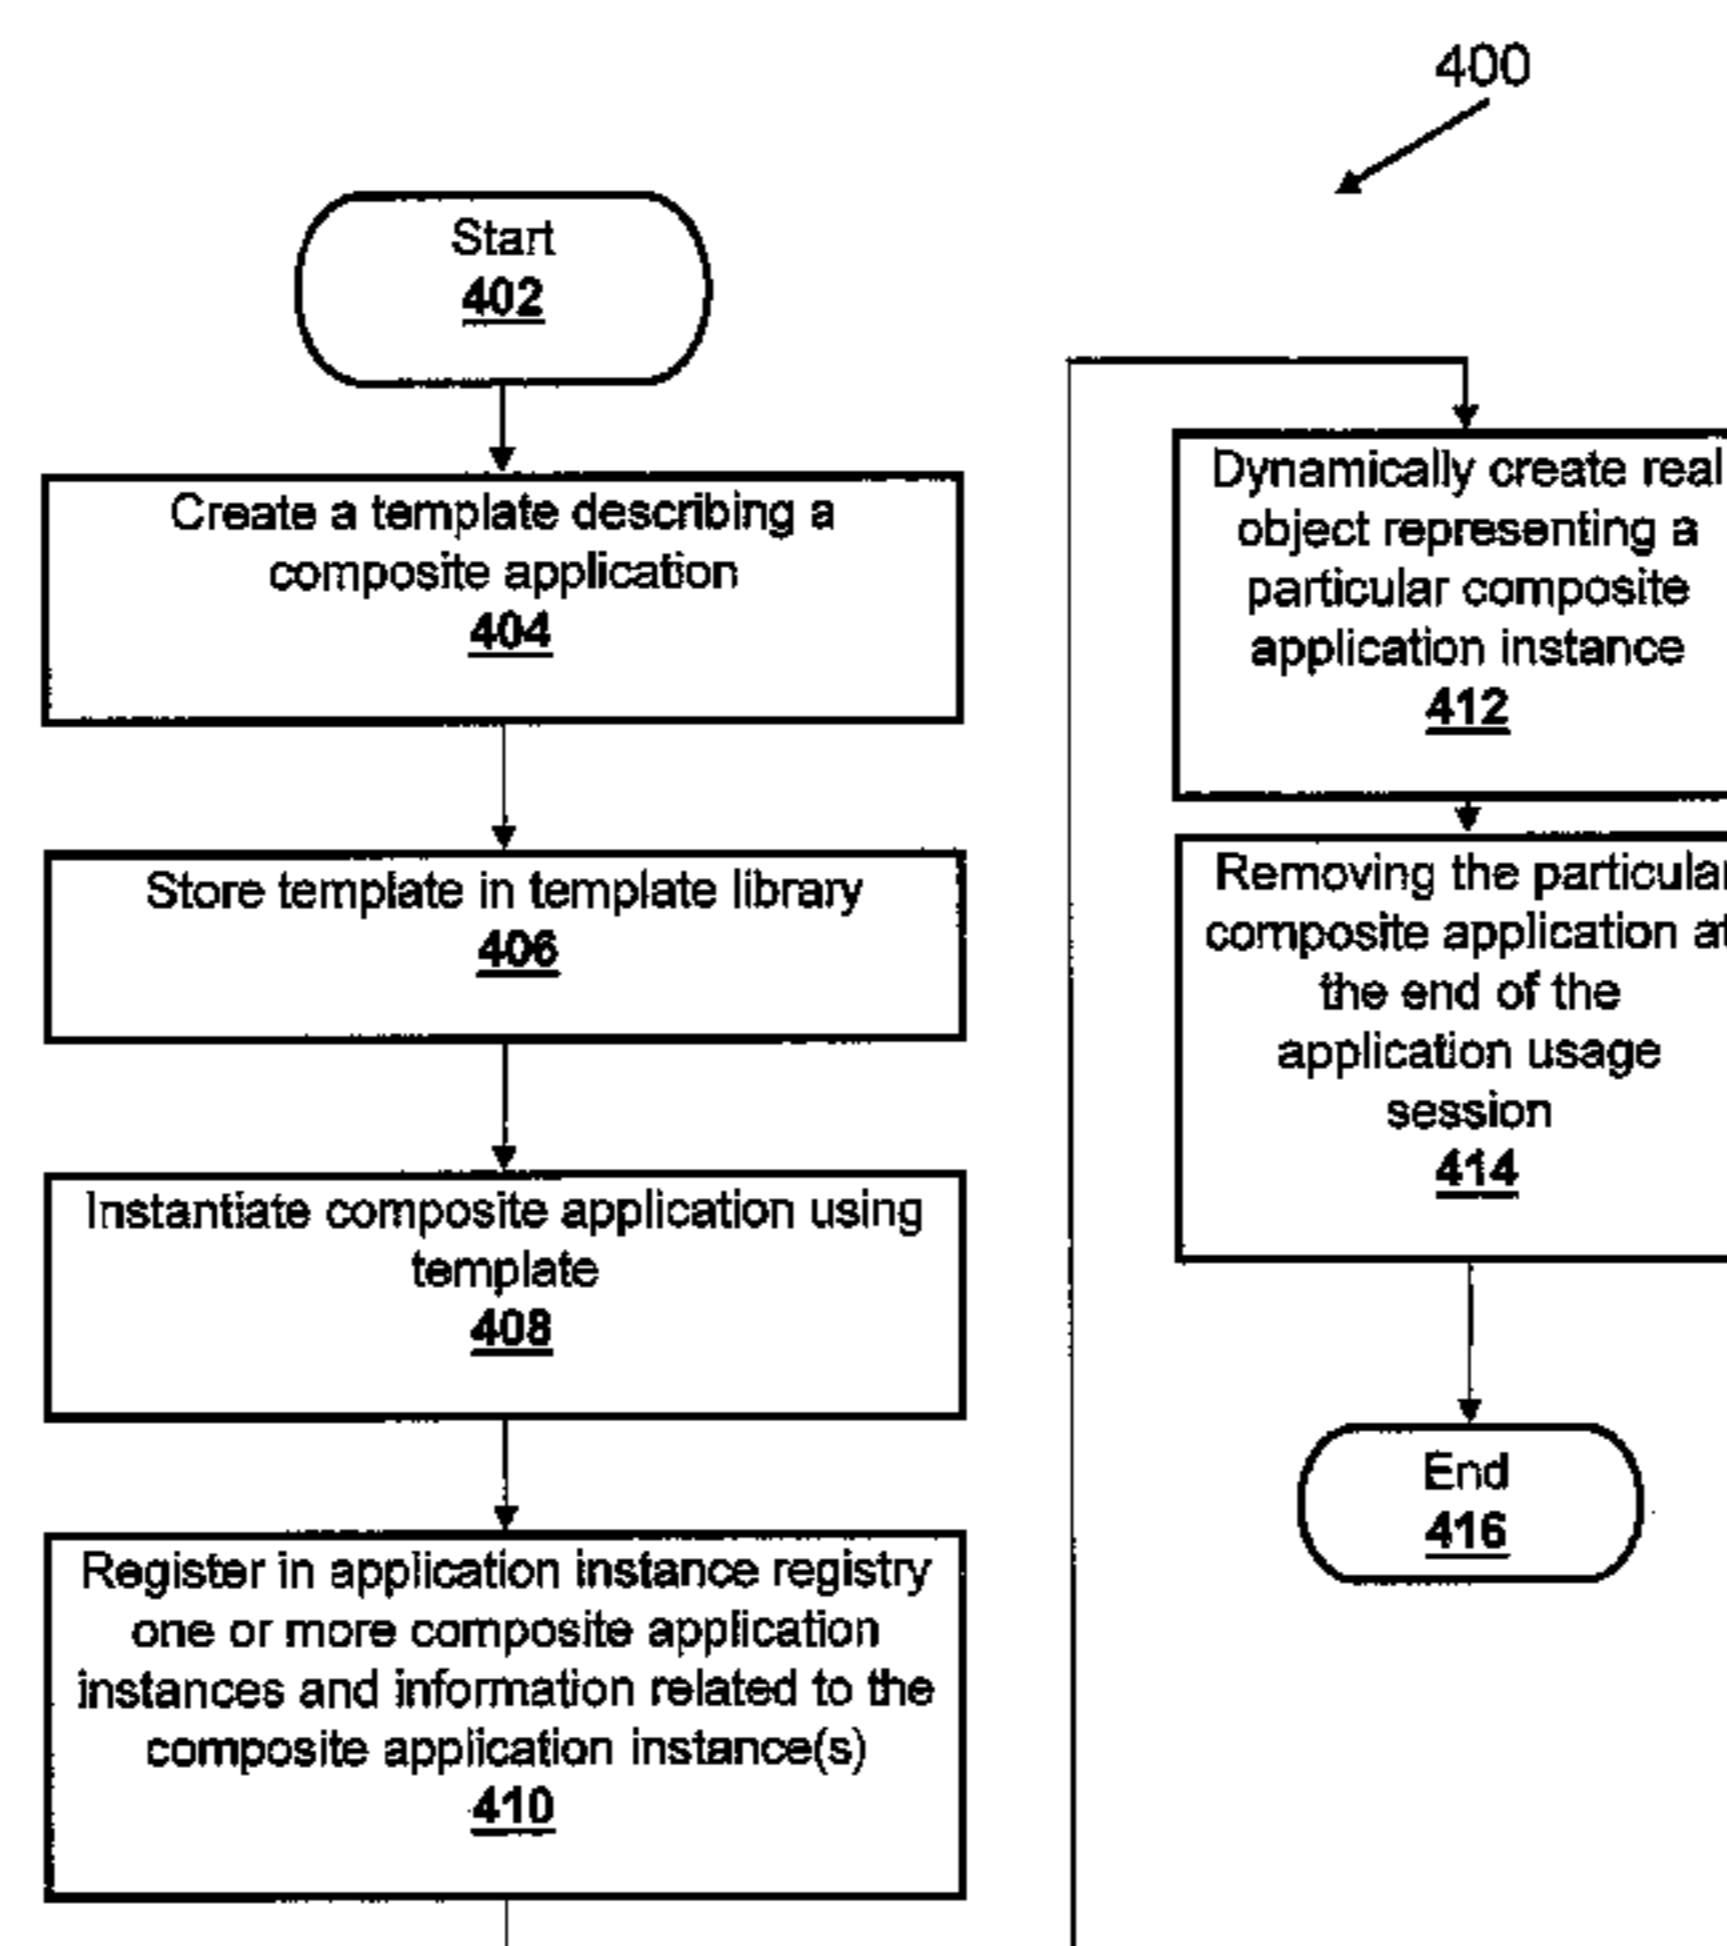 400
Start
402
Create a template describing a
composite application
404
Store template in template library
406
Instantiate composite application using
template
408
Register in application instance registry
one or more composite application
instances and information related to the
composite application instance(s)
410
Dynamically create real
object representing a
particular composite
application instance
412
Removing the particular
composite application at
the end of the
application usage
session
414
End
416